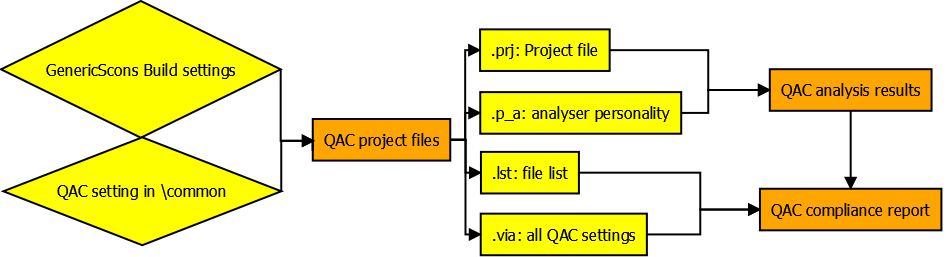 GenericScons Build settings
QAC setting in \common
QAC project files
.prj: Project file
.p_a: analyser personality
.lst: file list
.via: all QAC settings
QAC analysis results
QAC compliance report